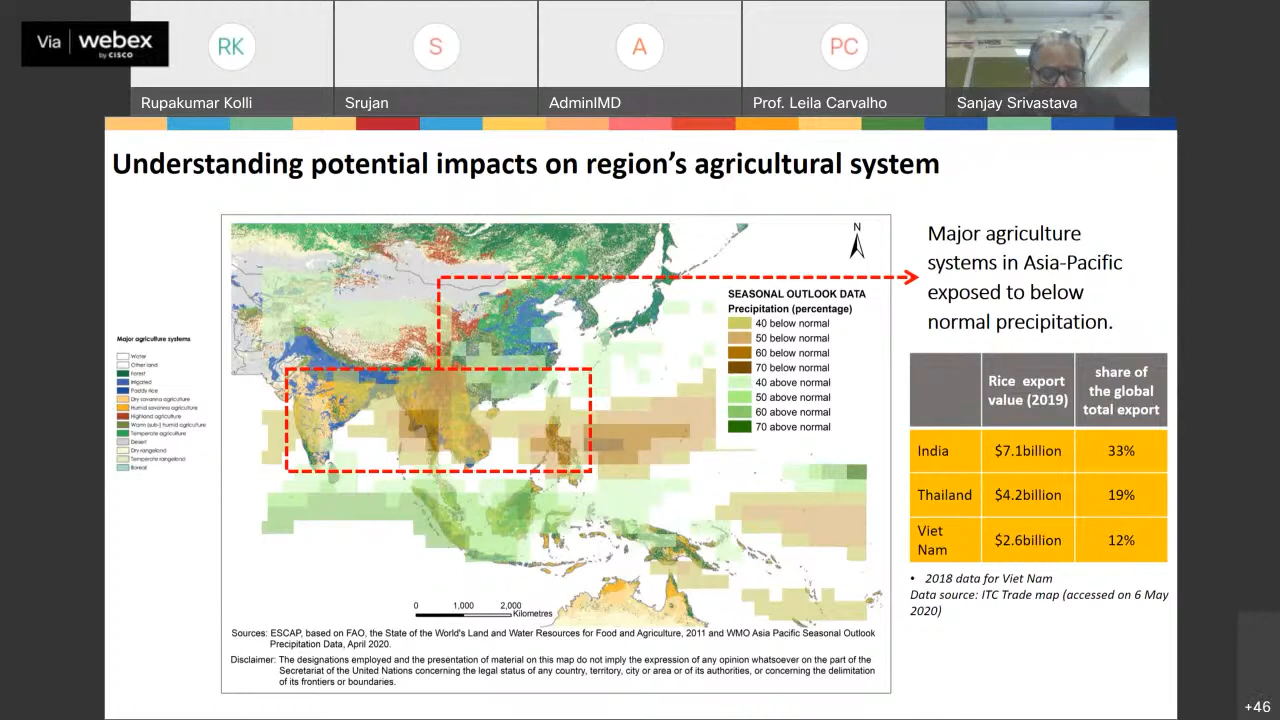 Via | webex
by CISCO
RK
S
A
PC
Rupakumar Kolli
Srujan
AdminIMD
Prof. Leila Carvalho
Sanjay Srivastava
Understanding potential impacts on region's agricultural system
N
SEASONAL OUTLOOK DATA
Precipitation (percentage)
40 below normal
50 below normal
60 below normal
70 below normal
40 above normal
50 above normal
60 above normal
70 above normal
Major agriculture systems
Water
Other land
Forest
Irrigated
Paddy rice
Dry savanna agriculture
Humid savanna agriculture
Highland agriculture
Warm (sub-) humid agriculture
Temperate agriculture
Desert
Dry rangeland
Temperate rangeland
Boreal
0 1,000 2,000
Kilometres
Sources: ESCAP, based on FAO, the State of the World's Land and Water Resources for Food and Agriculture, 2011 and WMO Asia Pacific Seasonal Outlook
Precipitation Data, April 2020.
Disclaimer: The designations employed and the presentation of material on this map do not imply the expression of any opinion whatsoever on the part of the
Secretariat of the United Nations concerning the legal status of any country, territory, city or area or of its authorities, or concerning the delimitation
of its frontiers or boundaries.
Major agriculture
systems in Asia-Pacific
exposed to below
normal precipitation.
Rice export
value (2019)
share of
the global
total export
India $7.1billion 33%
Thailand $4.2billion 19%
Viet
Nam $2.6billion 12%
• 2018 data for Viet Nam
Data source: ITC Trade map (accessed on 6 May
2020)
+46